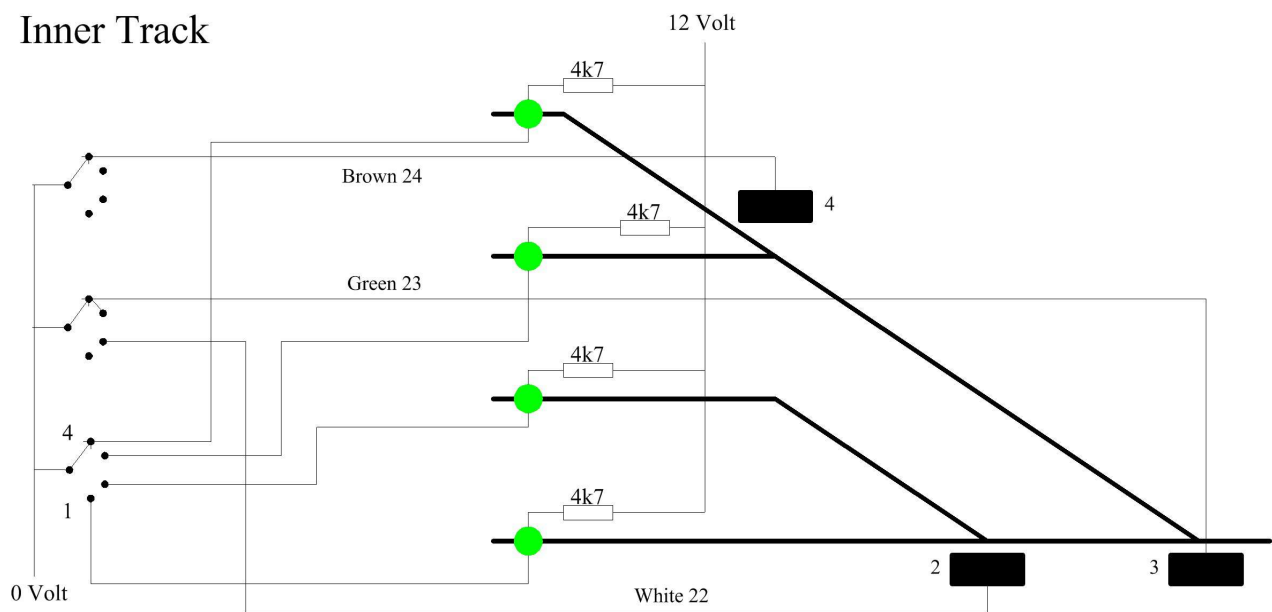 Inner Track
12 Volt
4k7
Brown 24
4
4k7
Green 23
4k7
4
4k7
1
2
3
0 Volt
White 22